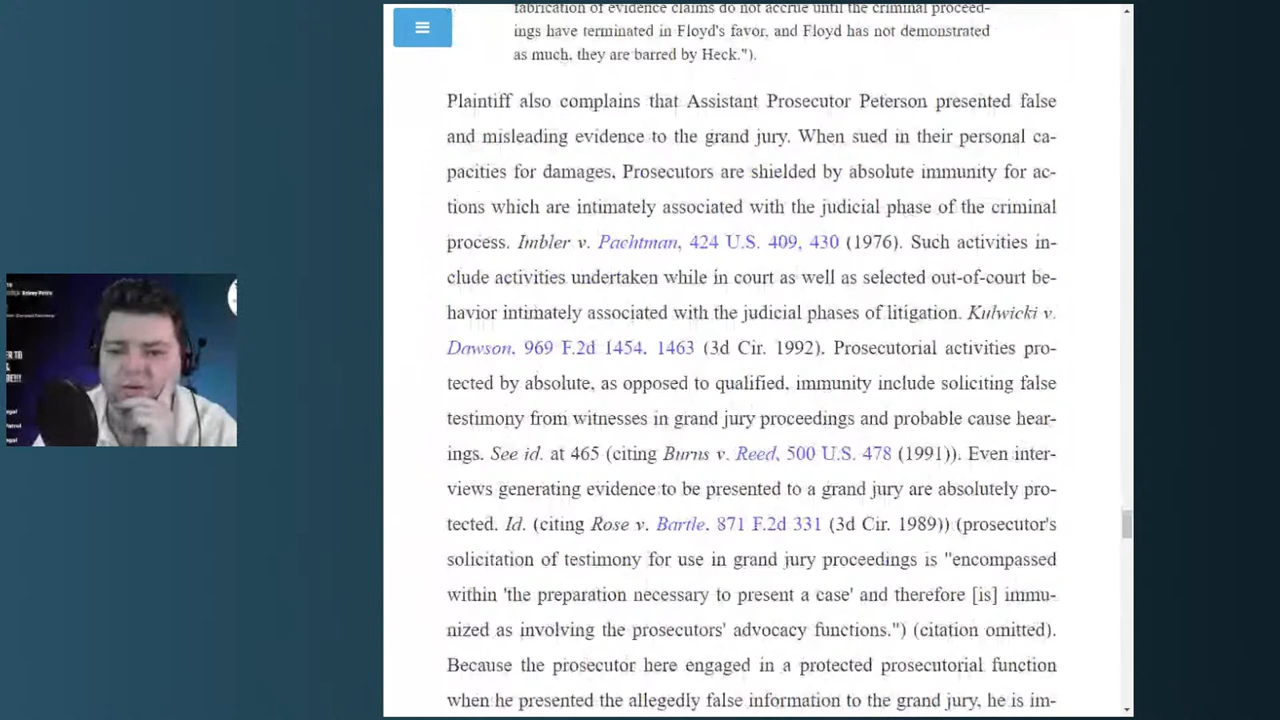 fabrication of evidence claims do not accrue until the criminal proceed-
ings have terminated in Floyd's favor, and Floyd has not demonstrated
as much, they are barred by Heck.").
Plaintiff also complains that Assistant Prosecutor Peterson presented false
and misleading evidence to the grand jury. When sued in their personal ca-
pacities for damages, Prosecutors are shielded by absolute immunity for ac-
tions which are intimately associated with the judicial phase of the criminal
process. Imbler v. Pachtman, 424 U.S. 409, 430 (1976). Such activities in-
clude activities undertaken while in court as well as selected out-of-court be-
havior intimately associated with the judicial phases of litigation. Kulwicki v.
Dawson, 969 F.2d 1454, 1463 (3d Cir. 1992). Prosecutorial activities pro-
tected by absolute, as opposed to qualified, immunity include soliciting false
testimony from witnesses in grand jury proceedings and probable cause hear-
ings. See id. at 465 (citing Burns v. Reed, 500 U.S. 478 (1991)). Even inter-
views generating evidence to be presented to a grand jury are absolutely pro-
tected. Id. (citing Rose v. Bartle, 871 F.2d 331 (3d Cir. 1989)) (prosecutor's
solicitation of testimony for use in grand jury proceedings is "encompassed
within 'the preparation necessary to present a case' and therefore [is] immu-
nized as involving the prosecutors' advocacy functions.") (citation omitted).
Because the prosecutor here engaged in a protected prosecutorial function
when he presented the allegedly false information to the grand jury, he is im-